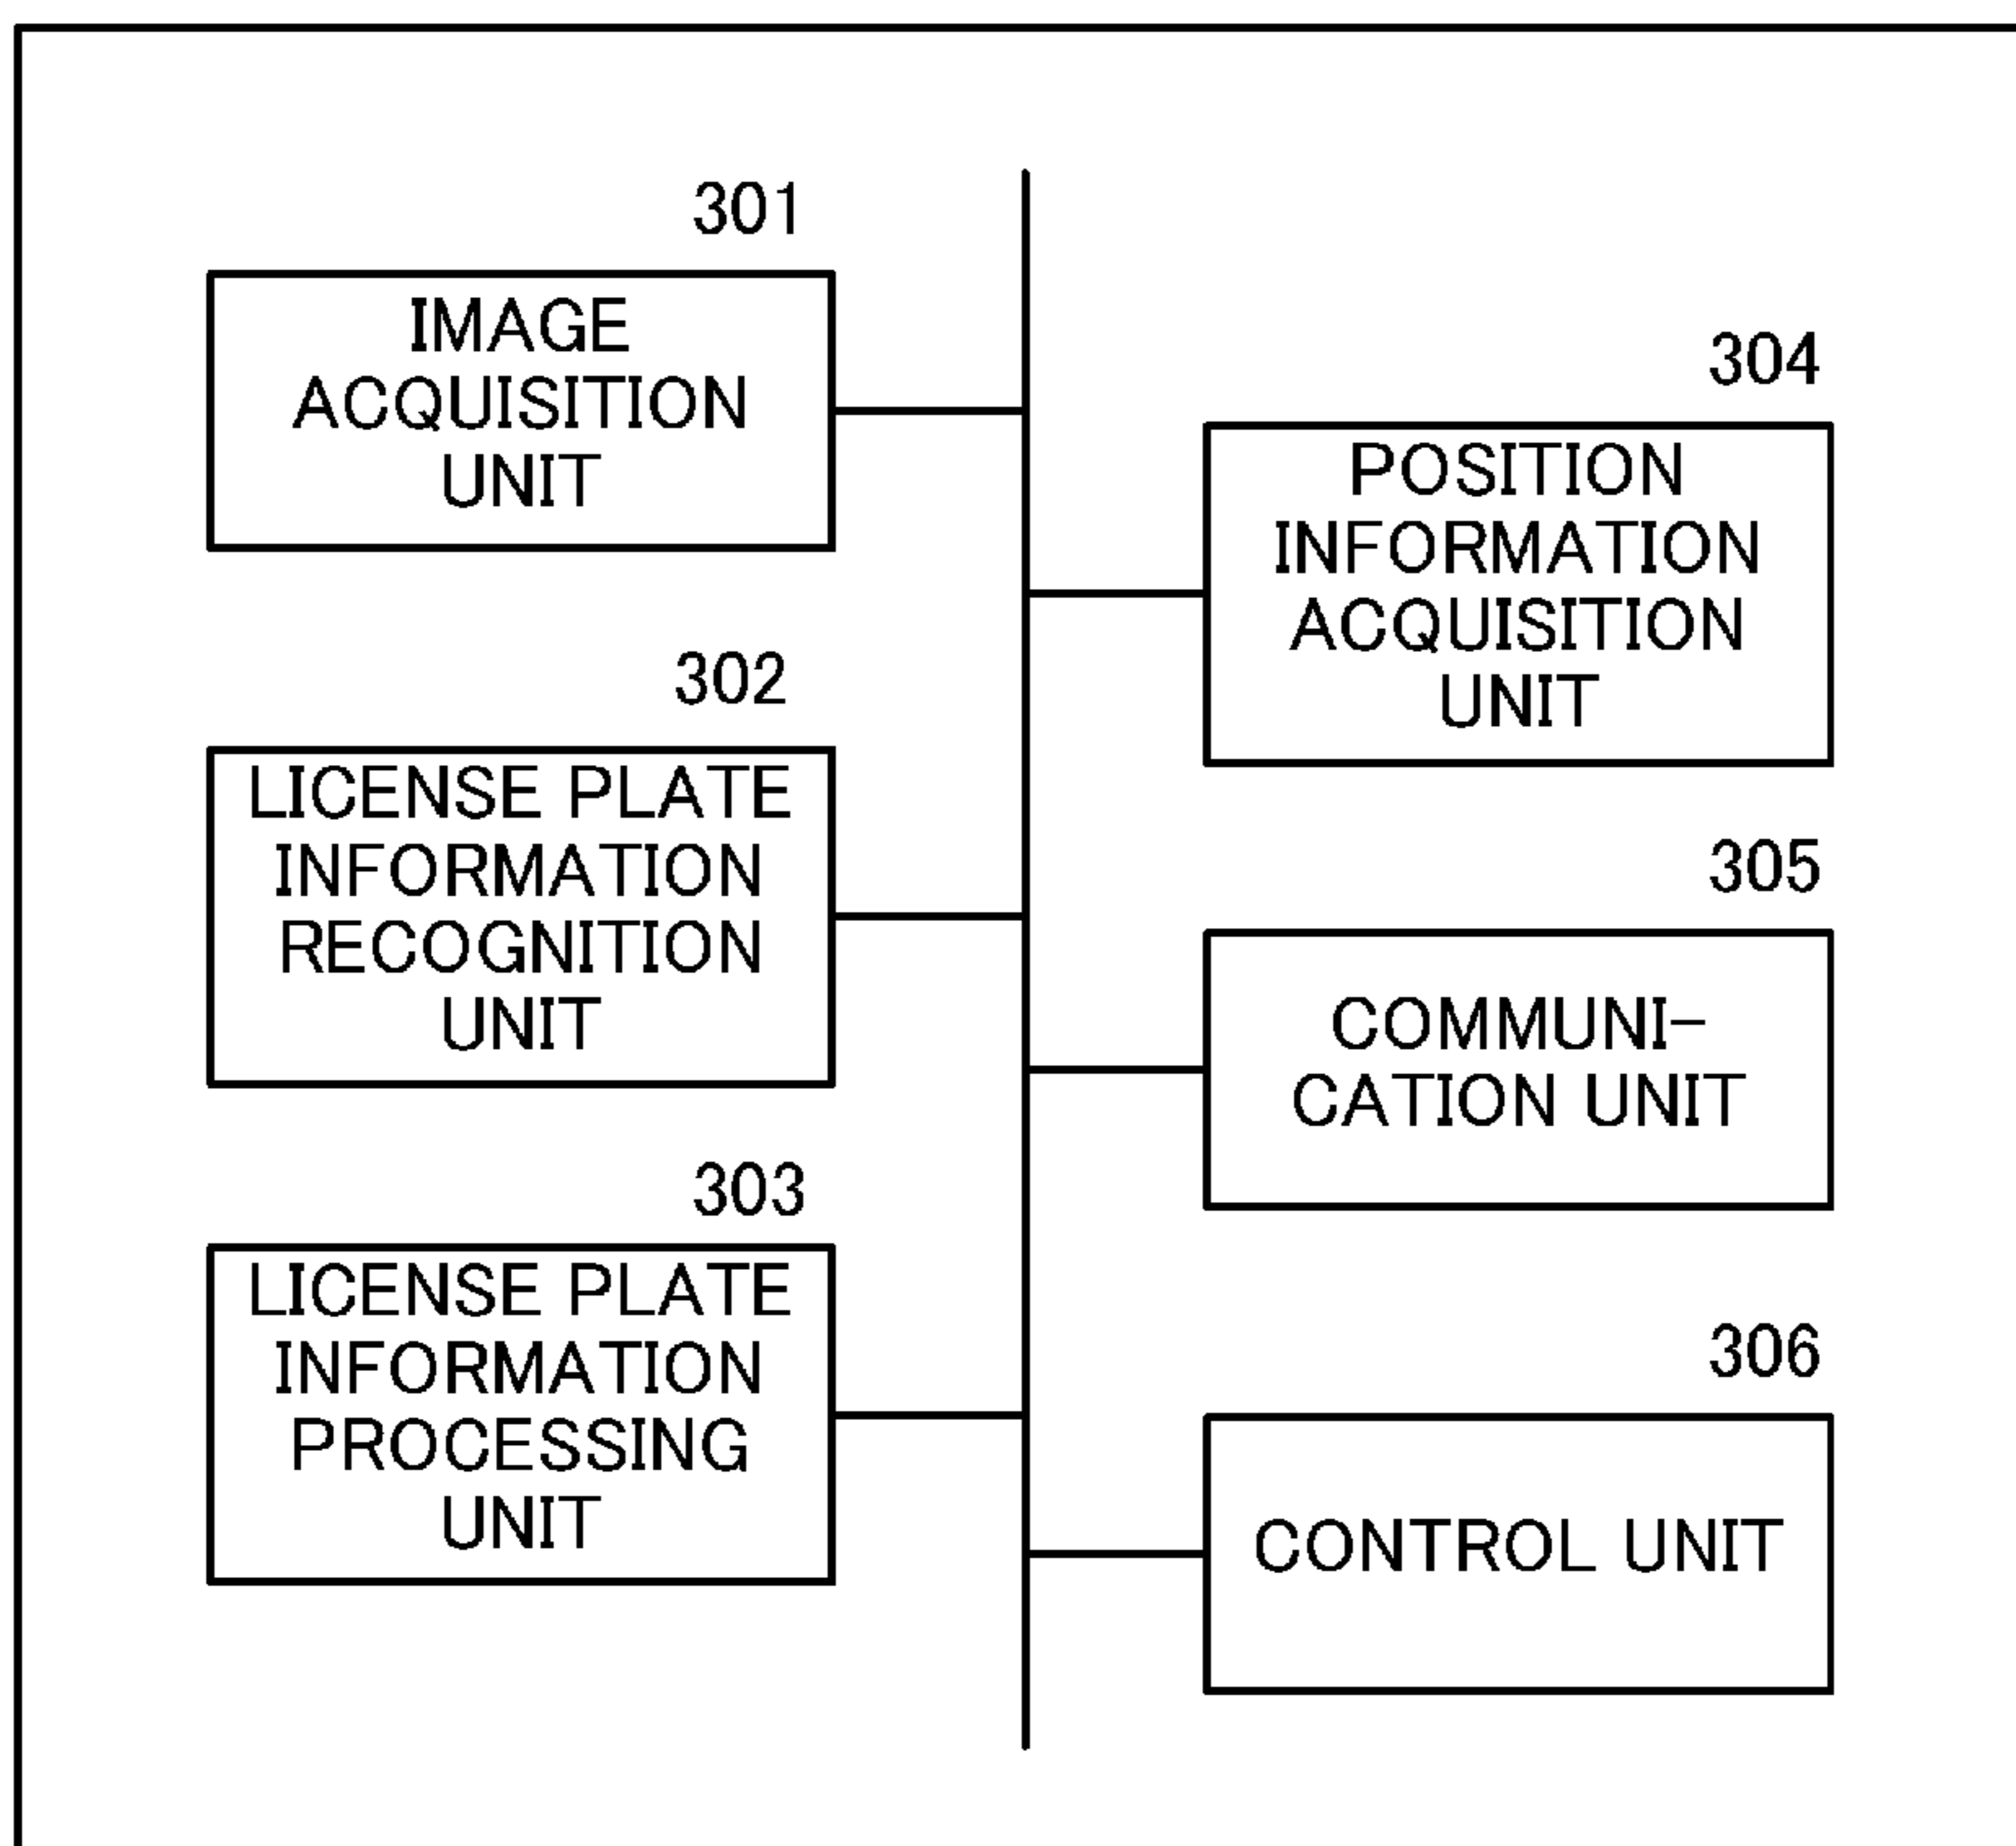 301
IMAGE
ACQUISITION
UNIT
302
LICENSE PLATE
INFORMATION
RECOGNITION
UNIT
303
LICENSE PLATE
INFORMATION
PROCESSING
UNIT
304
POSITION
INFORMATION
ACQUISITION
UNIT
305
COMMUNI-
CATION UNIT
306
CONTROL UNIT